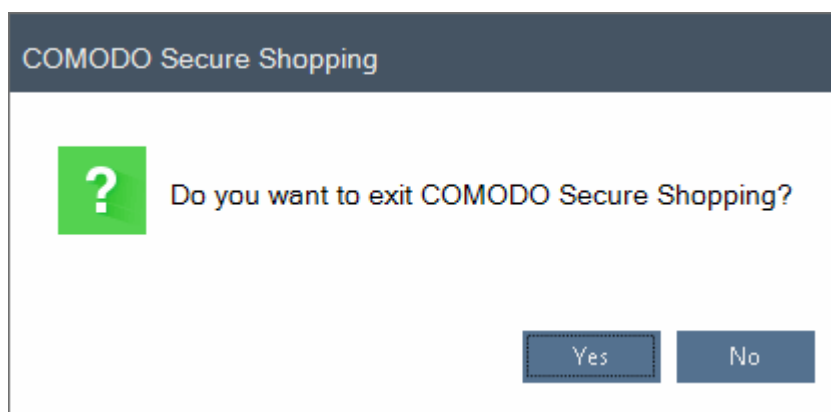 COMODO Secure Shopping
?
Do you want to exit COMODO Secure Shopping?
Yes No